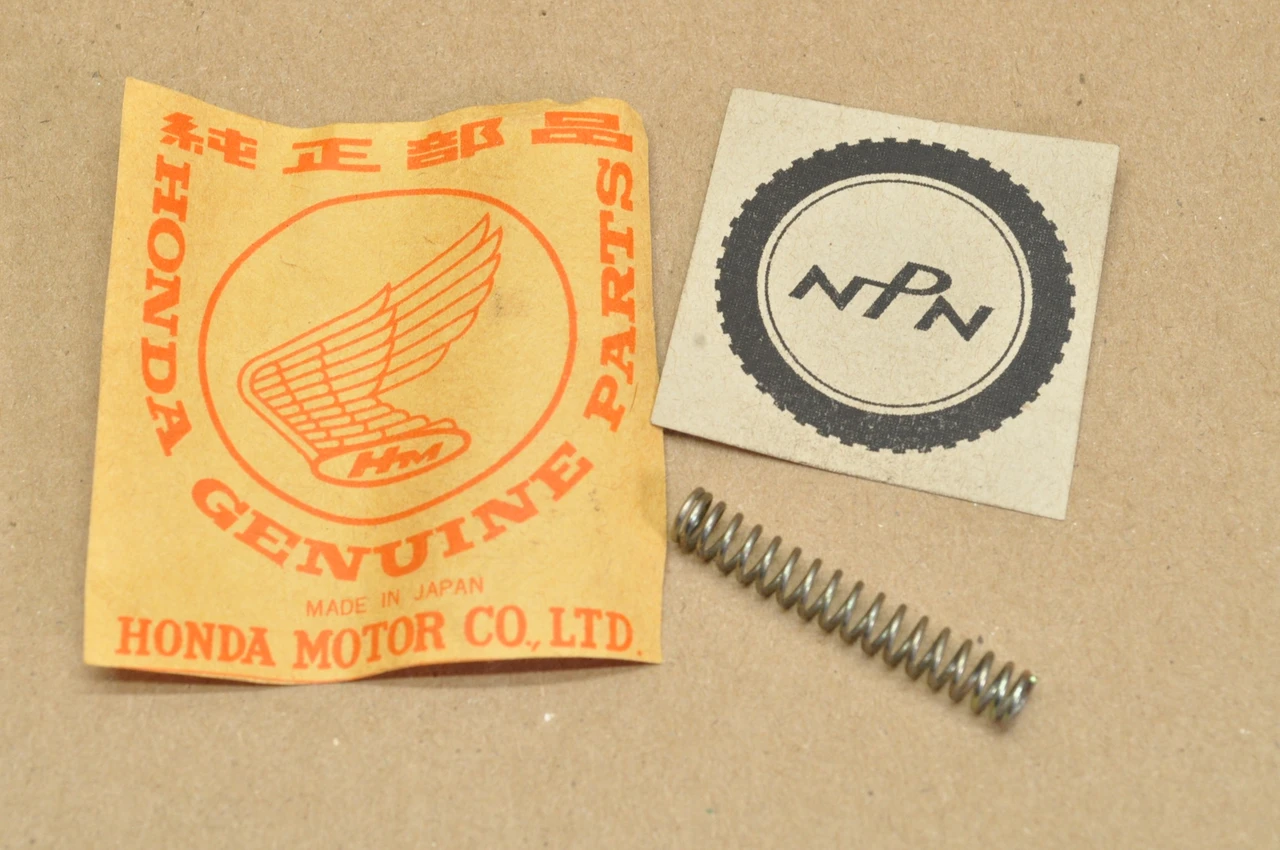 純正部品
HONDA GENUINE PARTS
HM
MADE IN JAPAN
HONDA MOTOR CO., LTD.
NPN